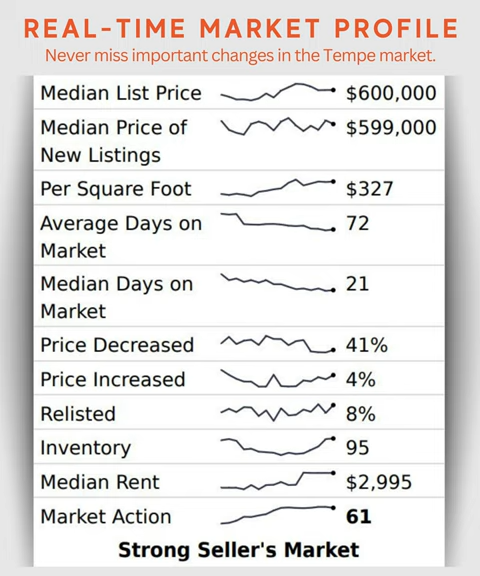 REAL-TIME MARKET PROFILE
Never miss important changes in the Tempe market.
Median List Price $600,000
Median Price of $599,000
New Listings
Per Square Foot $327
Average Days on 72
Market
Median Days on 21
Market
Price Decreased 41%
Price Increased 4%
Relisted 8%
Inventory 95
Median Rent $2,995
Market Action 61
Strong Seller's Market